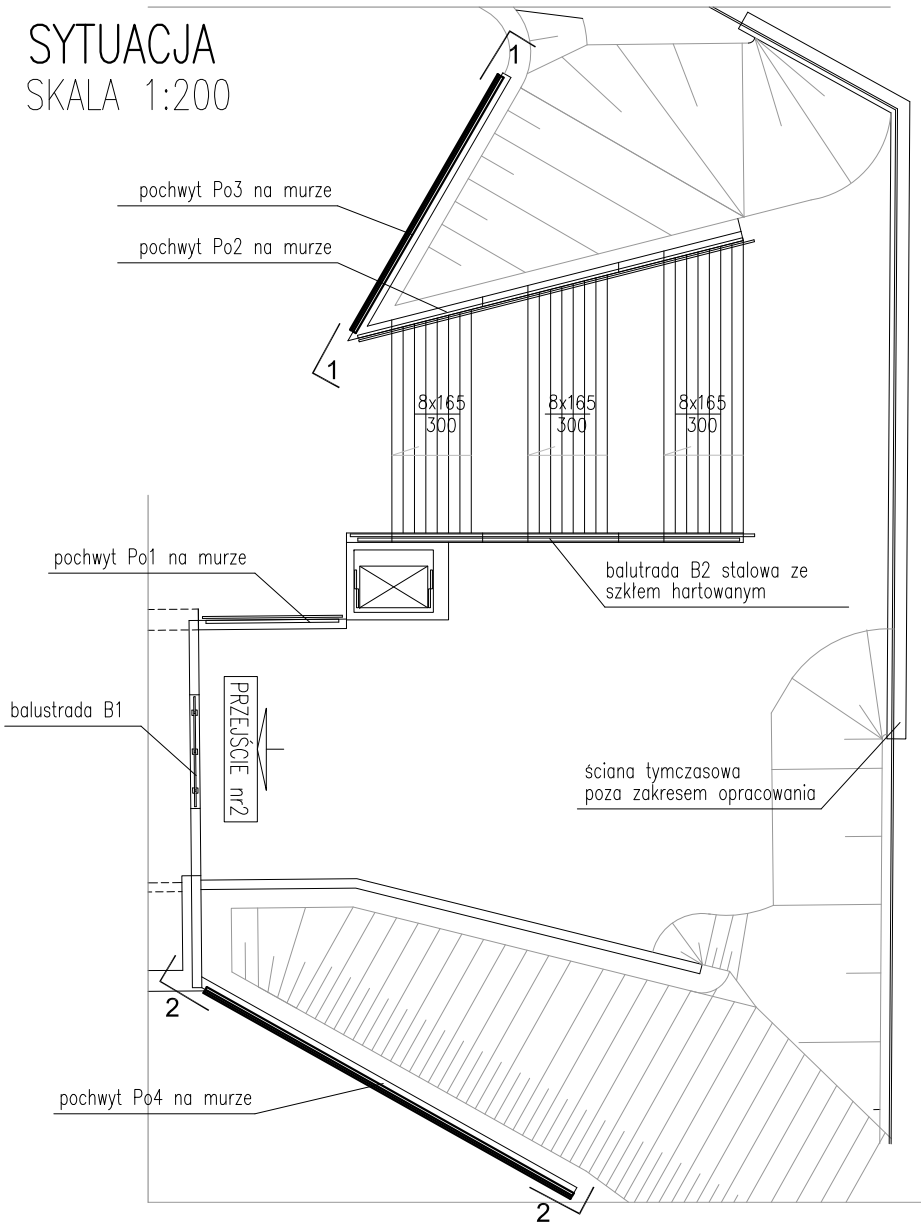 SYTUACJA
SKALA 1:200
1
pochwyt Po3 na murze
pochwyt Po2 na murze
1
8x165
300
8x165
300
8x165
300
pochwyt Po1 na murze
balutrada B2 stalowa ze
szkłem hartowanym
balustrada B1
PRZEJŚCIE nr2
ściana tymczasowa
poza zakresem opracowania
2
pochwyt Po4 na murze
2